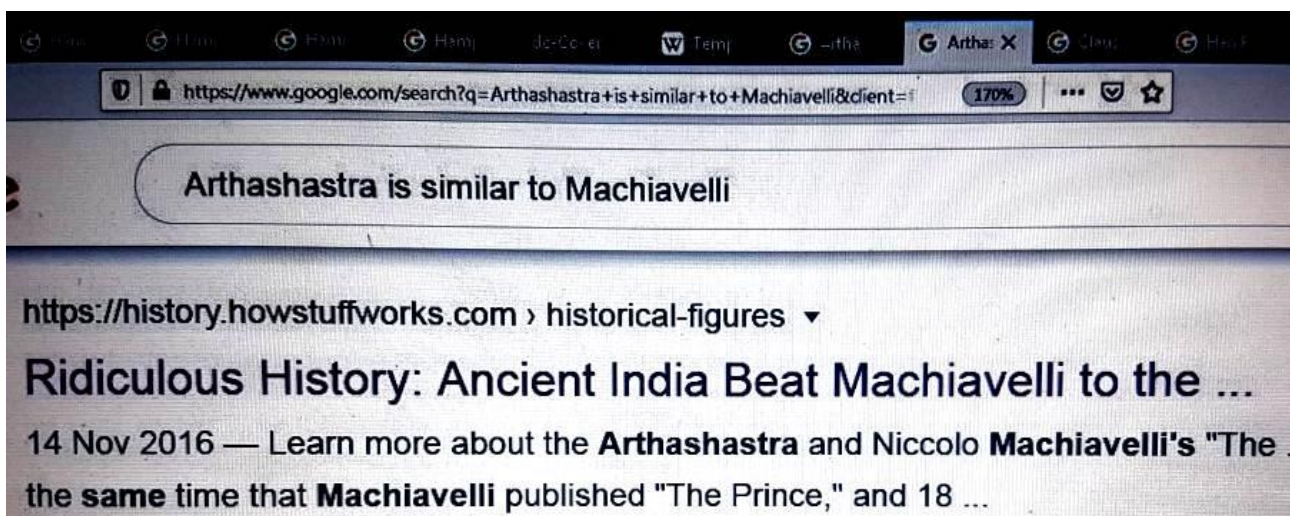 Temp
Arthas
https://www.google.com/search?q=Arthashastra+is+similar+to+Machiavelli&client=
170%
Arthashastra is similar to Machiavelli
https://history.howstuffworks.com › historical-figures
Ridiculous History: Ancient India Beat Machiavelli to the ...
14 Nov 2016 — Learn more about the Arthashastra and Niccolo Machiavelli's "The
the same time that Machiavelli published "The Prince," and 18 ...